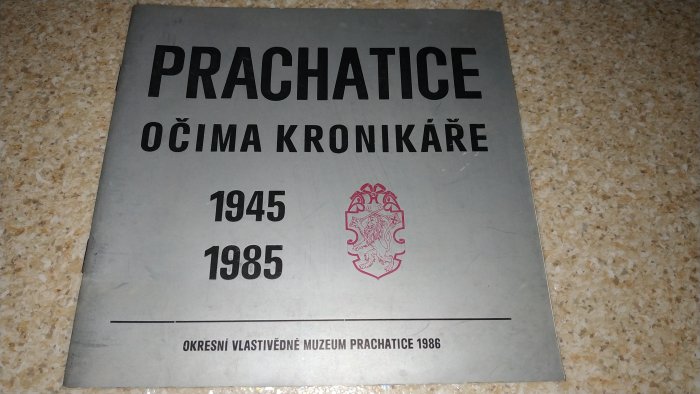 PRACHATICE
OČIMA KRONIKÁŘE
1945
1985
OKRESNÍ VLASTIVĚDNÉ MUZEUM PRACHATICE 1986